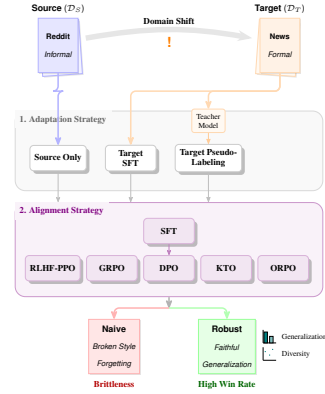 Source (𝒟_S)
Target (𝒟_T)
Domain Shift
!
Reddit
Informal
News
Formal
1. Adaptation Strategy
Teacher
Model
Source Only
Target
SFT
Target Pseudo-
Labeling
2. Alignment Strategy
SFT
RLHF-PPO
GRPO
DPO
KTO
ORPO
Naive
Broken Style
Forgetting
Robust
Faithful
Generalization
Generalization
Diversity
Brittleness
High Win Rate